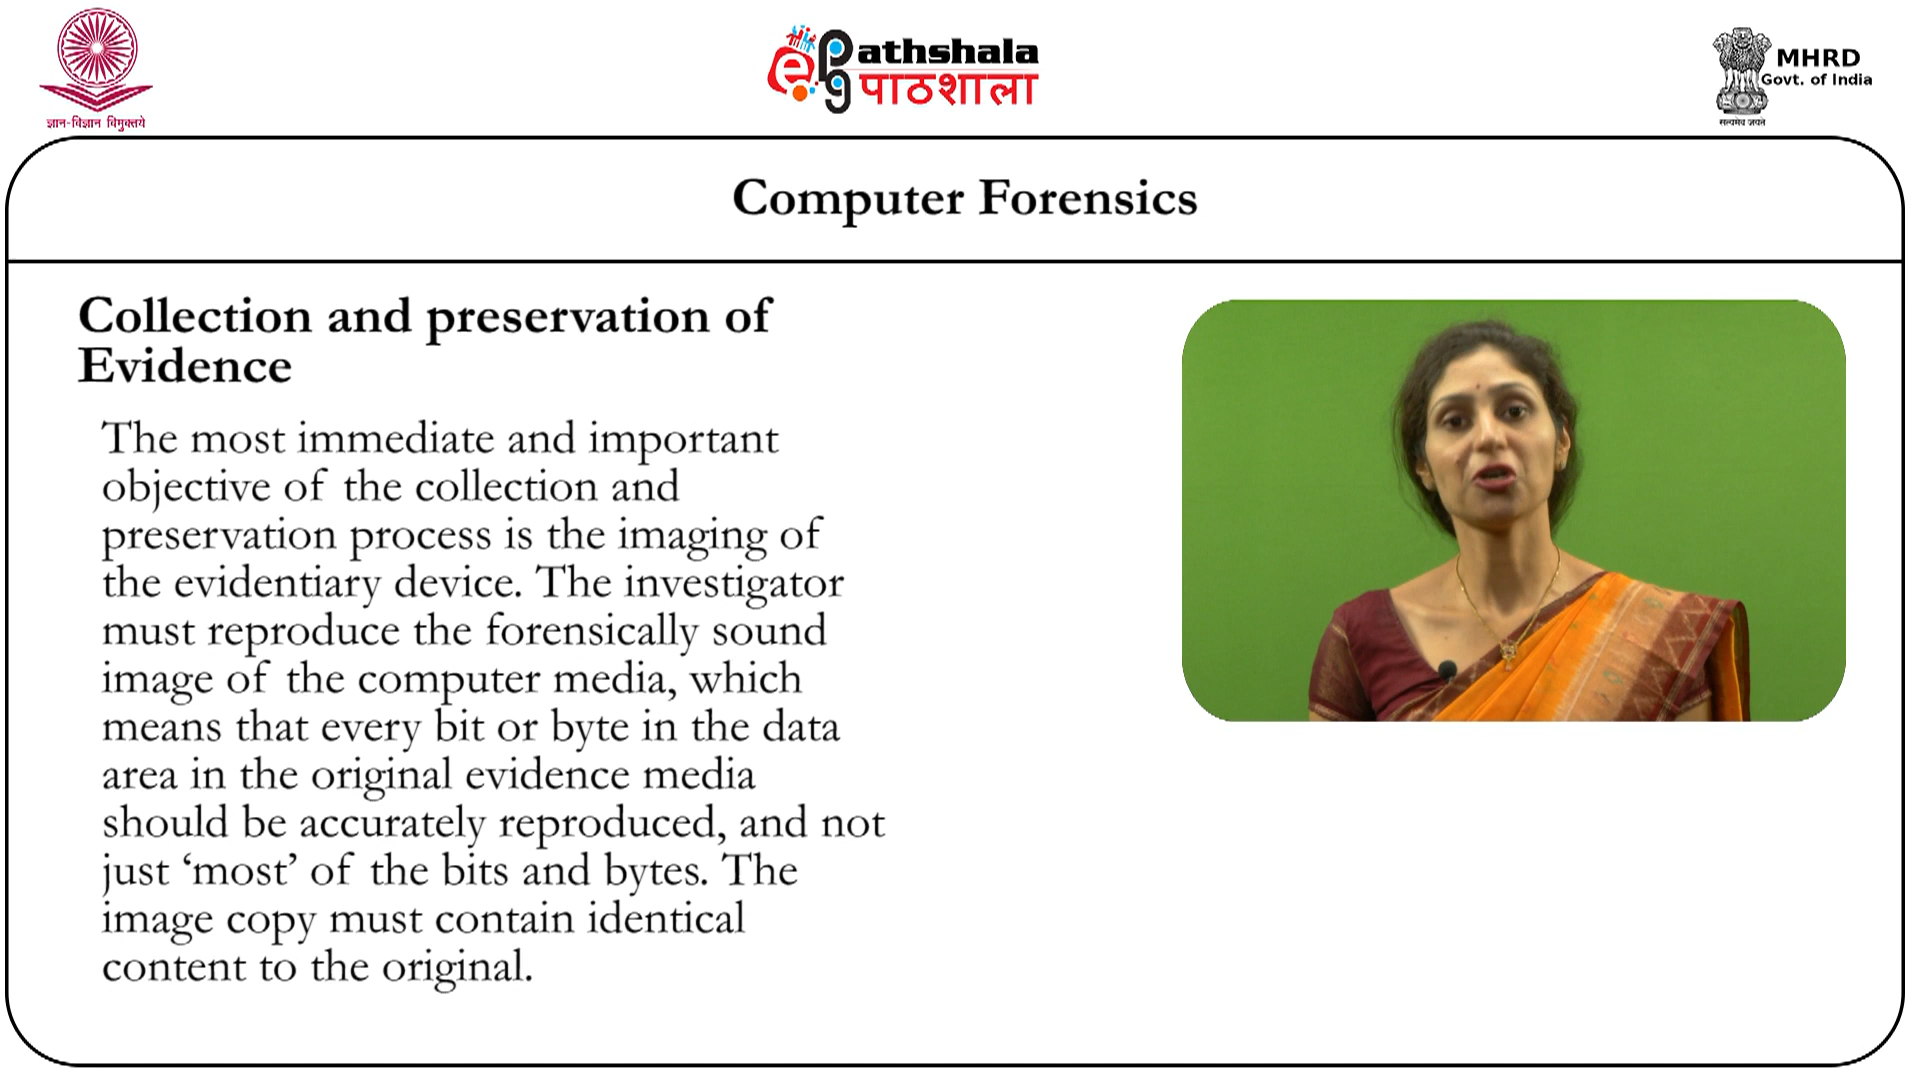 ज्ञान-विज्ञान विमुक्तये
ePathshala
पाठशाला
MHRD
Govt. of India
सत्यमेव जयते
Computer Forensics
Collection and preservation of
Evidence
The most immediate and important
objective of the collection and
preservation process is the imaging of
the evidentiary device. The investigator
must reproduce the forensically sound
image of the computer media, which
means that every bit or byte in the data
area in the original evidence media
should be accurately reproduced, and not
just ‘most’ of the bits and bytes. The
image copy must contain identical
content to the original.